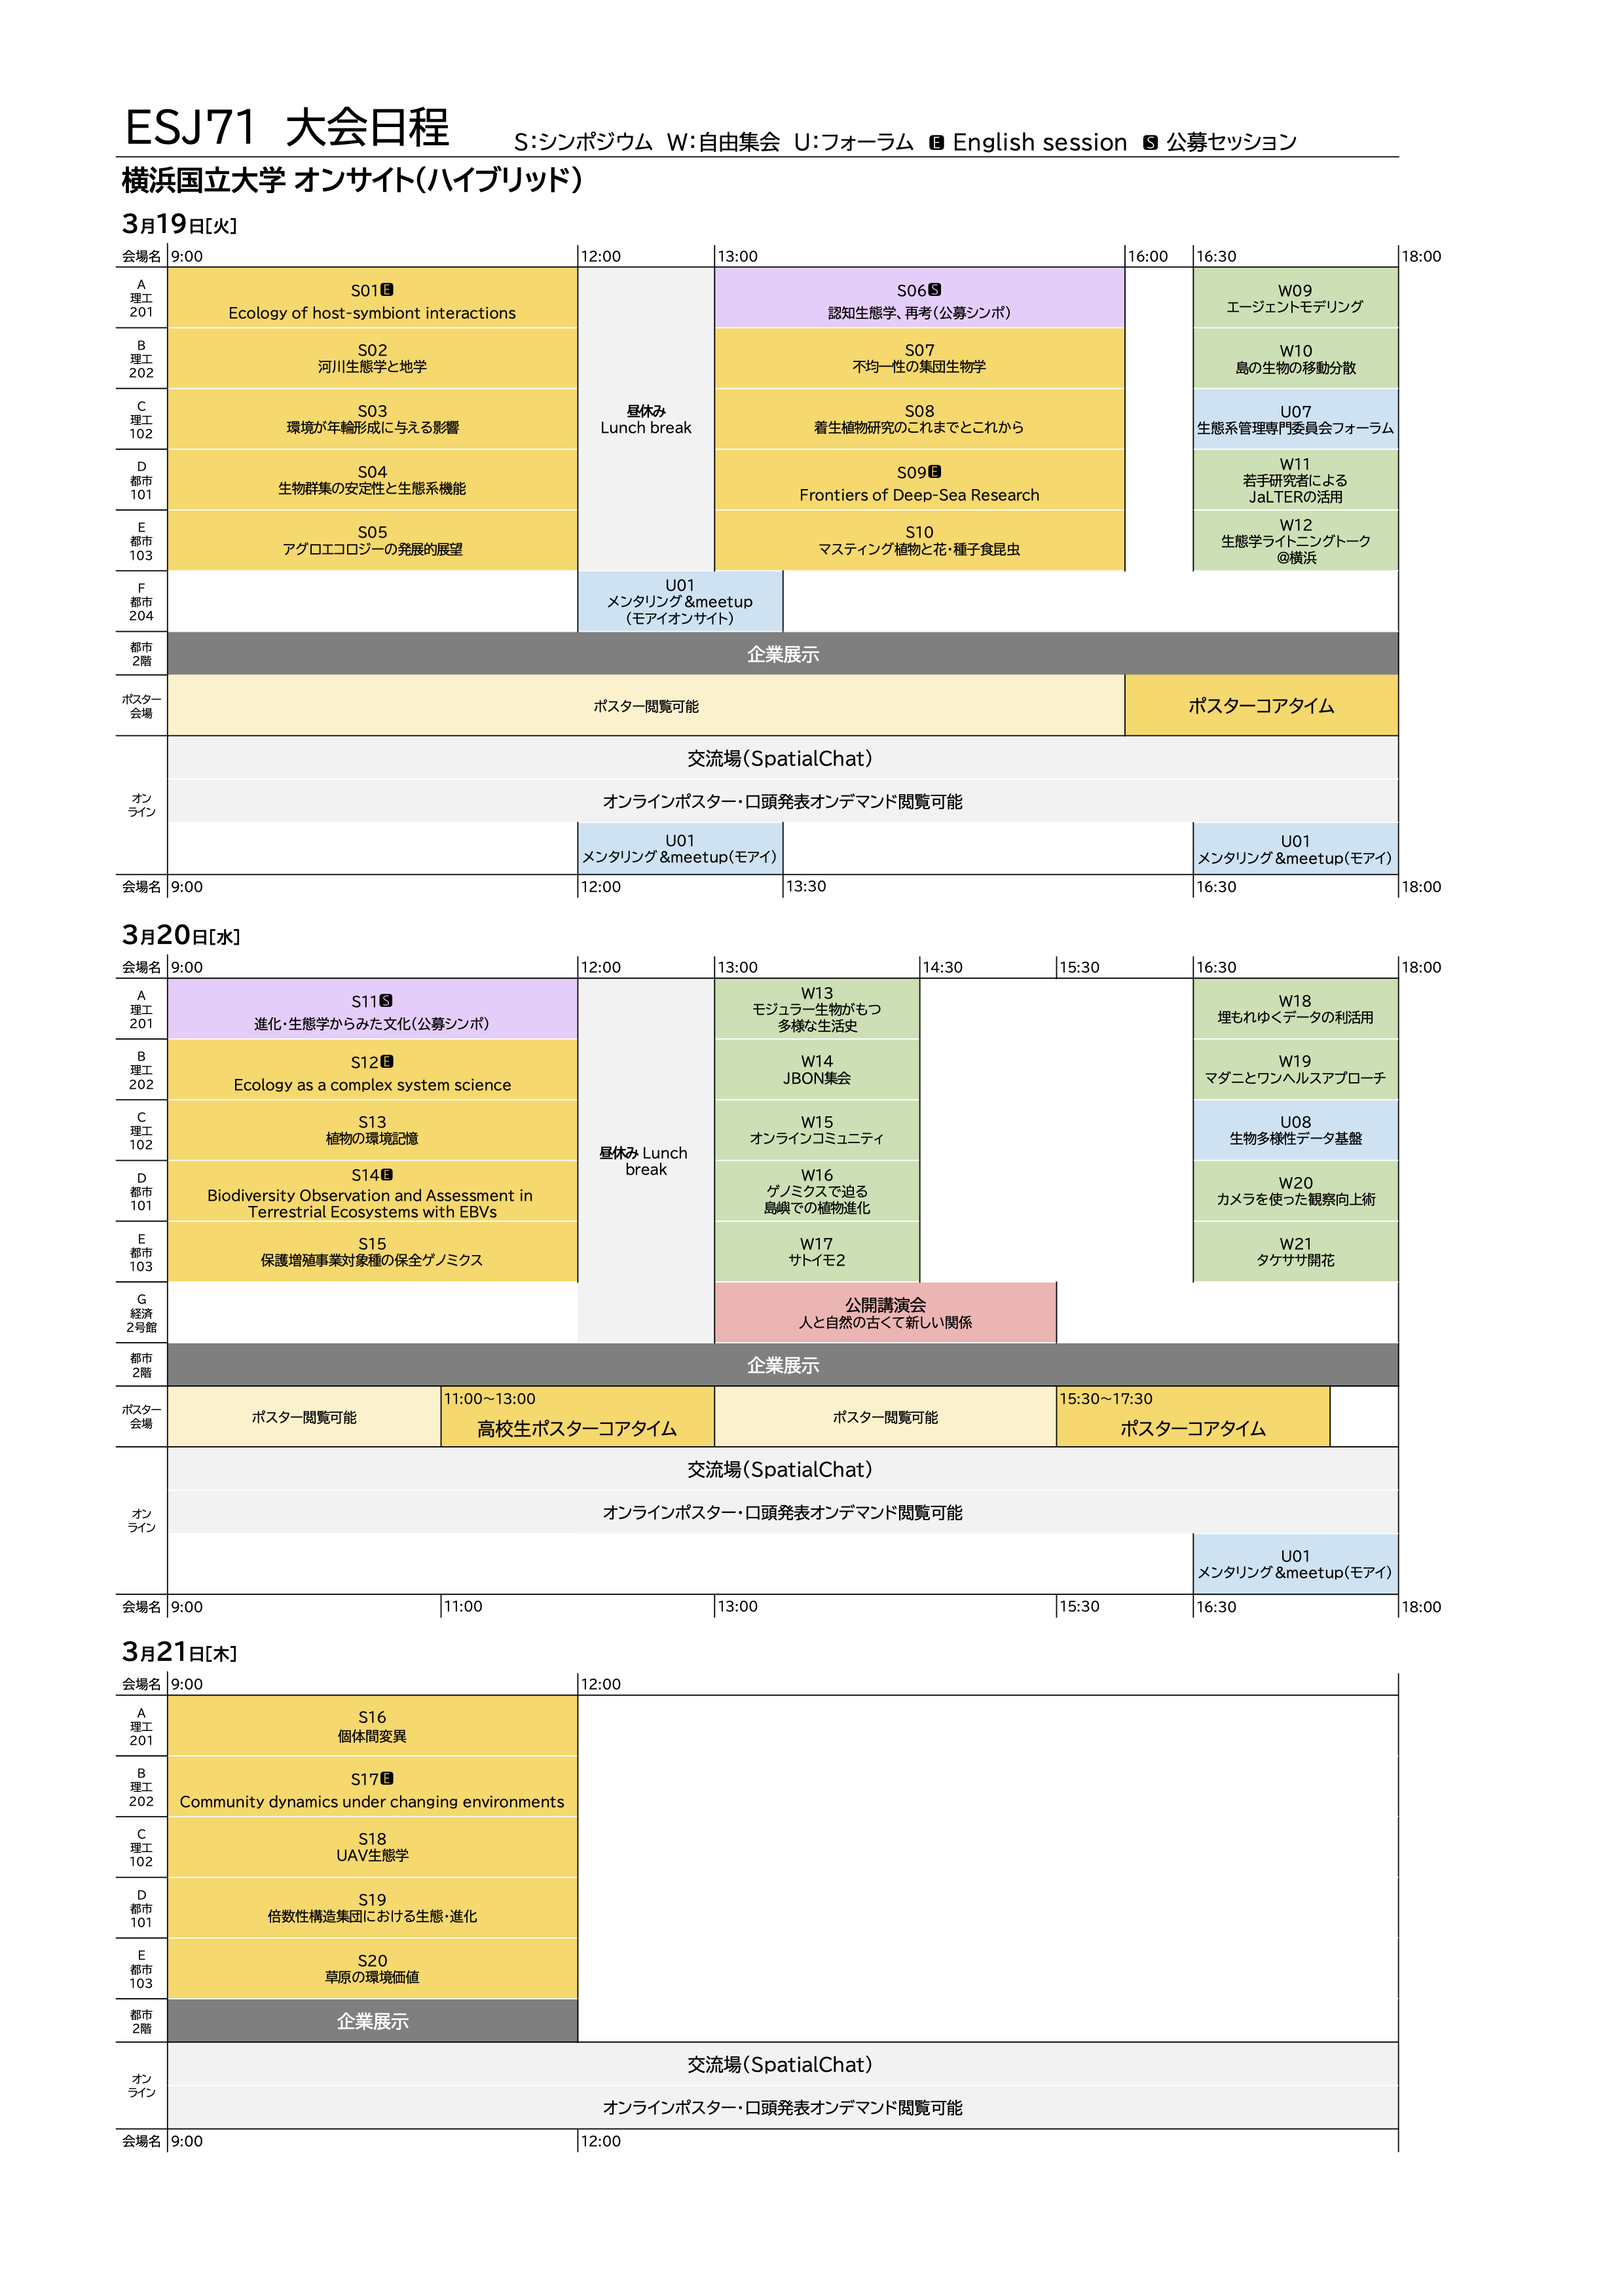 ESJ71 大会日程 S：シンポジウム W：自由集会 U：フォーラム E English session S 公募セッション
横浜国立大学 オンサイト（ハイブリッド）
3月19日[火]
会場名 9:00 12:00 13:00 16:00 16:30 18:00
A
理工
201
S01E
Ecology of host-symbiont interactions
S06S
認知生態学、再考（公募シンポ）
W09
エージェントモデリング
B
理工
202
S02
河川生態学と地学
S07
不均一性の集団生物学
W10
島の生物の移動分散
C
理工
102
S03
環境が年輪形成に与える影響
昼休み
Lunch break
S08
着生植物研究のこれまでとこれから
U07
生態系管理専門委員会フォーラム
D
都市
101
S04
生物群集の安定性と生態系機能
S09E
Frontiers of Deep-Sea Research
W11
若手研究者による
JaLTERの活用
E
都市
103
S05
アグロエコロジーの発展的展望
S10
マスティング植物と花・種子食昆虫
W12
生態学ライトニングトーク
@横浜
F
都市
204
U01
メンタリング&meetup
（モアイオンサイト）
都市
2階
企業展示
ポスター
会場
ポスター閲覧可能
ポスターコアタイム
オン
ライン
交流場（SpatialChat）
オンラインポスター・口頭発表オンデマンド閲覧可能
U01
メンタリング&meetup（モアイ）
U01
メンタリング&meetup（モアイ）
会場名 9:00 12:00 13:30 16:30 18:00
3月20日[水]
会場名 9:00 12:00 13:00 14:30 15:30 16:30 18:00
A
理工
201
S11S
進化・生態学からみた文化（公募シンポ）
W13
モジュラー生物がもつ
多様な生活史
W18
埋もれゆくデータの利活用
B
理工
202
S12E
Ecology as a complex system science
W14
JBON集会
W19
マダニとワンヘルスアプローチ
C
理工
102
S13
植物の環境記憶
昼休み Lunch
break
W15
オンラインコミュニティ
U08
生物多様性データ基盤
D
都市
101
S14E
Biodiversity Observation and Assessment in
Terrestrial Ecosystems with EBVs
W16
ゲノミクスで迫る
島嶼での植物進化
W20
カメラを使った観察向上術
E
都市
103
S15
保護増殖事業対象種の保全ゲノミクス
W17
サトイモ2
W21
タケササ開花
G
経済
2号館
公開講演会
人と自然の古くて新しい関係
都市
2階
企業展示
ポスター
会場
ポスター閲覧可能
11:00～13:00
高校生ポスターコアタイム
ポスター閲覧可能
15:30～17:30
ポスターコアタイム
オン
ライン
交流場（SpatialChat）
オンラインポスター・口頭発表オンデマンド閲覧可能
U01
メンタリング&meetup（モアイ）
会場名 9:00 11:00 13:00 15:30 16:30 18:00
3月21日[木]
会場名 9:00 12:00
A
理工
201
S16
個体間変異
B
理工
202
S17E
Community dynamics under changing environments
C
理工
102
S18
UAV生態学
D
都市
101
S19
倍数性構造集団における生態・進化
E
都市
103
S20
草原の環境価値
都市
2階
企業展示
オン
ライン
交流場（SpatialChat）
オンラインポスター・口頭発表オンデマンド閲覧可能
会場名 9:00 12:00